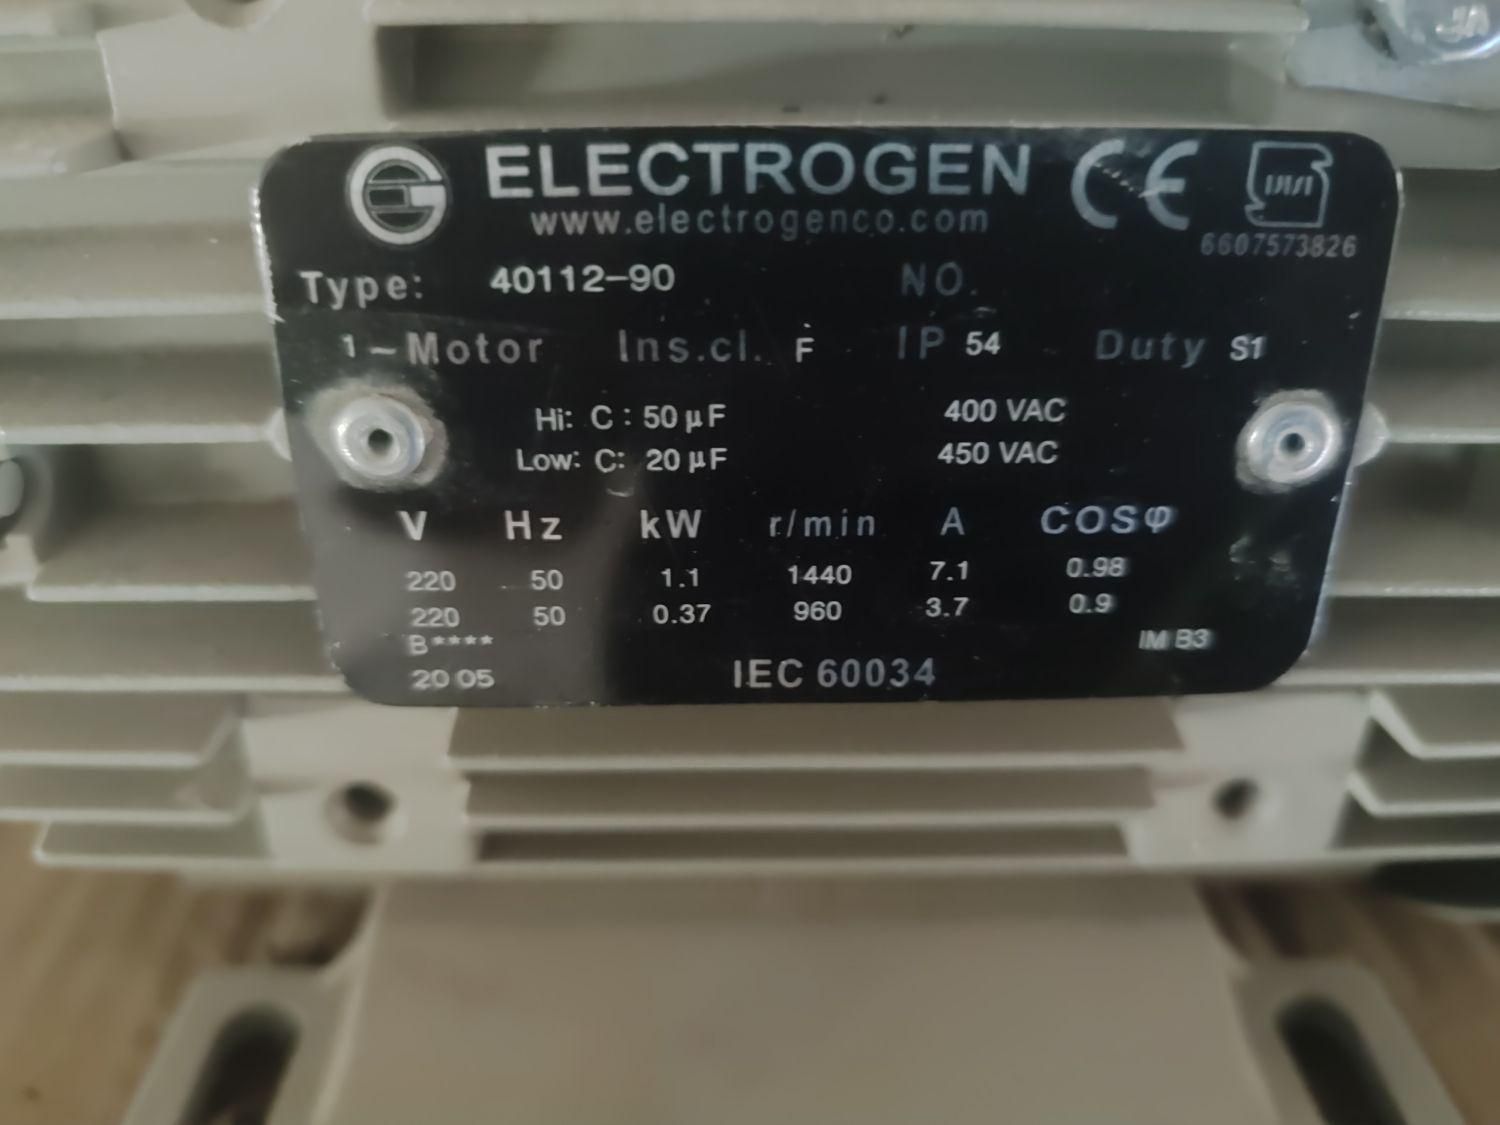 ELECTROGEN CE
www.electrogenco.com
6607573826
Type: 40112-90 NO.
1 - Motor Ins.cl. F IP 54 Duty S1
Hi: C : 50 µF 400 VAC
Low: C: 20 µF 450 VAC
V Hz kW r/min A COSφ
220 50 1.1 1440 7.1 0.98
220 50 0.37 960 3.7 0.9
B**** IM B3
20 05 IEC 60034